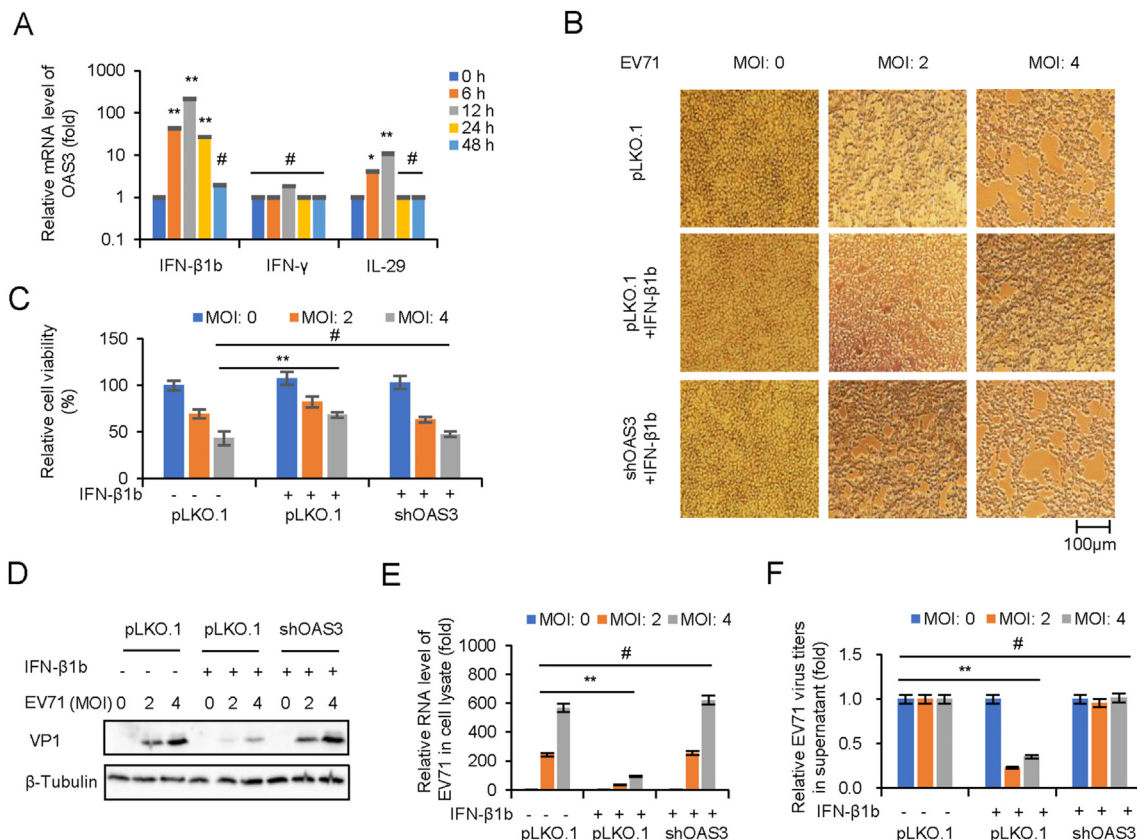 A
Relative mRNA level of
OAS3 (fold)
1000
100
10
1
0.1
** ** ** # # * ** #
0 h
6 h
12 h
24 h
48 h
IFN-β1b IFN-γ IL-29
B
EV71 MOI: 0 MOI: 2 MOI: 4
pLKO.1
pLKO.1
+IFN-β1b
shOAS3
+IFN-β1b
100μm
C
MOI: 0 MOI: 2 MOI: 4
Relative cell viability
(%)
150
100
50
0
#
**
IFN-β1b - - - + + + + + +
pLKO.1 pLKO.1 shOAS3
D
pLKO.1 pLKO.1 shOAS3
IFN-β1b - - - + + + + + +
EV71 (MOI) 0 2 4 0 2 4 0 2 4
VP1
β-Tubulin
E
MOI: 0 MOI: 2 MOI: 4
Relative RNA level of
EV71 in cell lysate (fold)
1000
800
600
400
200
0
#
**
IFN-β1b - - - + + + + + +
pLKO.1 pLKO.1 shOAS3
F
MOI: 0 MOI: 2 MOI: 4
Relative EV71 virus titers
in supernatant (fold)
1.5
1.0
0.5
0.0
#
**
IFN-β1b - - - + + + + + +
pLKO.1 pLKO.1 shOAS3